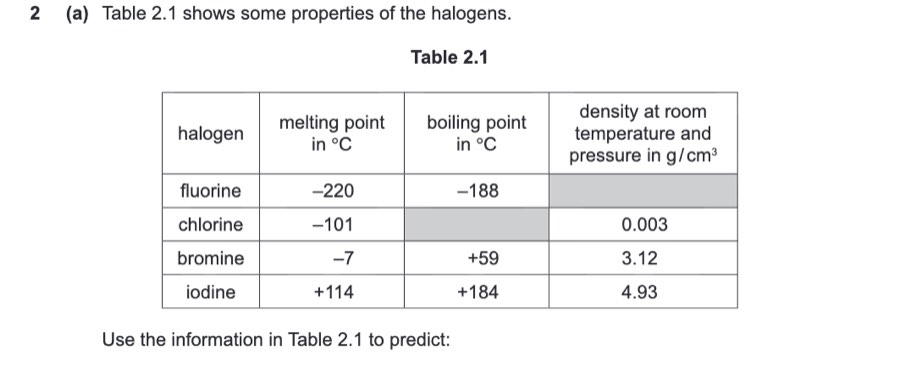 2 (a) Table 2.1 shows some properties of the halogens.
Table 2.1
halogen melting point in °C boiling point in °C density at room temperature and pressure in g/cm³
fluorine –220 –188
chlorine –101 0.003
bromine –7 +59 3.12
iodine +114 +184 4.93
Use the information in Table 2.1 to predict: